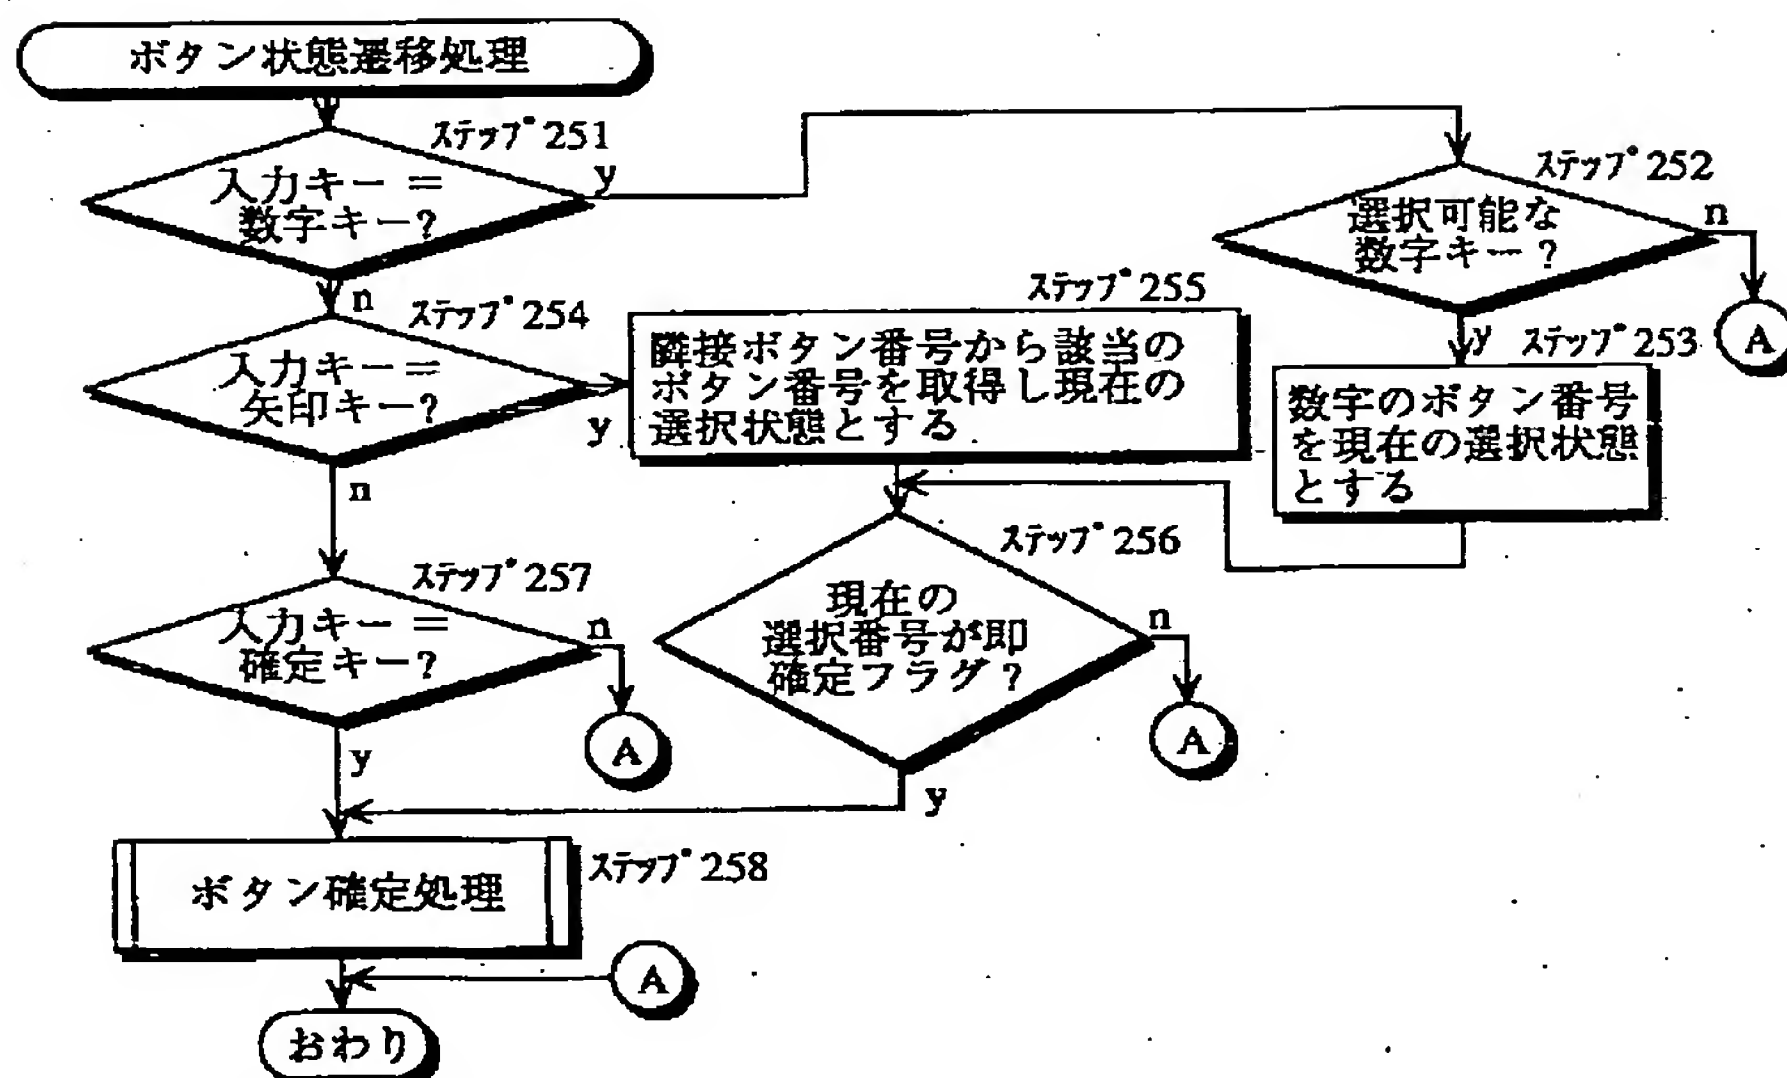 ボタン状態遷移処理
ステップ251
入力キー＝
数字キー？
y
n
ステップ252
選択可能な
数字キー？
n
A
y
ステップ253
数字のボタン番号
を現在の選択状態
とする
ステップ254
入力キー＝
矢印キー？
y
n
ステップ255
隣接ボタン番号から該当の
ボタン番号を取得し現在の
選択状態とする
ステップ256
現在の
選択番号が即
確定フラグ？
n
A
y
ステップ257
入力キー＝
確定キー？
n
A
y
ステップ258
ボタン確定処理
A
おわり